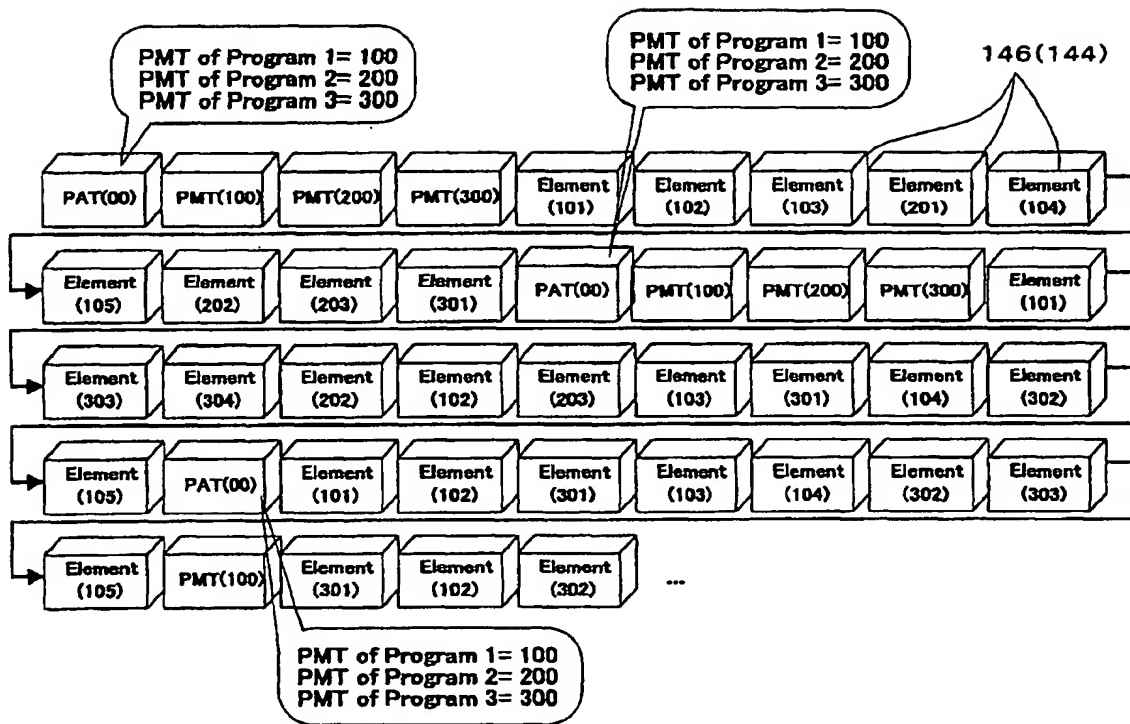 PMT of Program 1= 100
PMT of Program 2= 200
PMT of Program 3= 300
PMT of Program 1= 100
PMT of Program 2= 200
PMT of Program 3= 300
146(144)
PAT(00) PMT(100) PMT(200) PMT(300) Element (101) Element (102) Element (103) Element (201) Element (104)
Element (105) Element (202) Element (203) Element (301) PAT(00) PMT(100) PMT(200) PMT(300) Element (101)
Element (303) Element (304) Element (202) Element (102) Element (203) Element (103) Element (301) Element (104) Element (302)
Element (105) PAT(00) Element (101) Element (102) Element (301) Element (103) Element (104) Element (302) Element (303)
Element (105) PMT(100) Element (301) Element (102) Element (302) ...
PMT of Program 1= 100
PMT of Program 2= 200
PMT of Program 3= 300